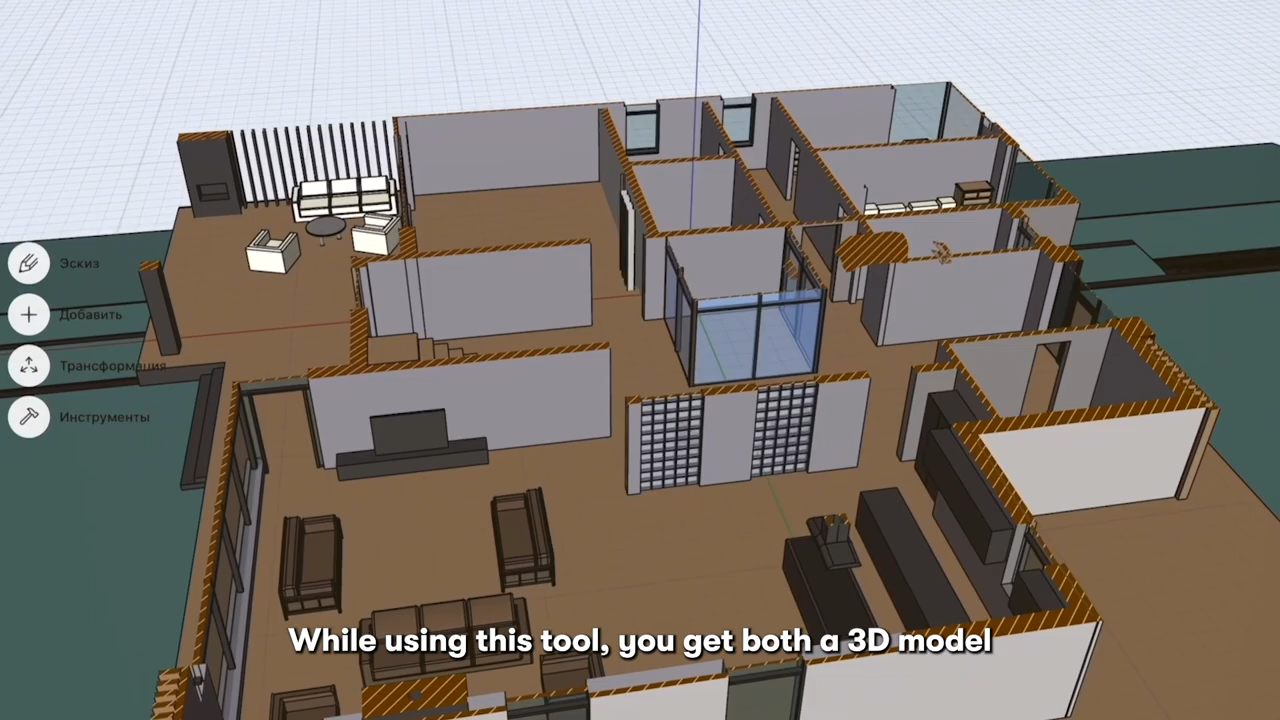 Эскиз
Добавить
Трансформация
Инструменты
While using this tool, you get both a 3D model